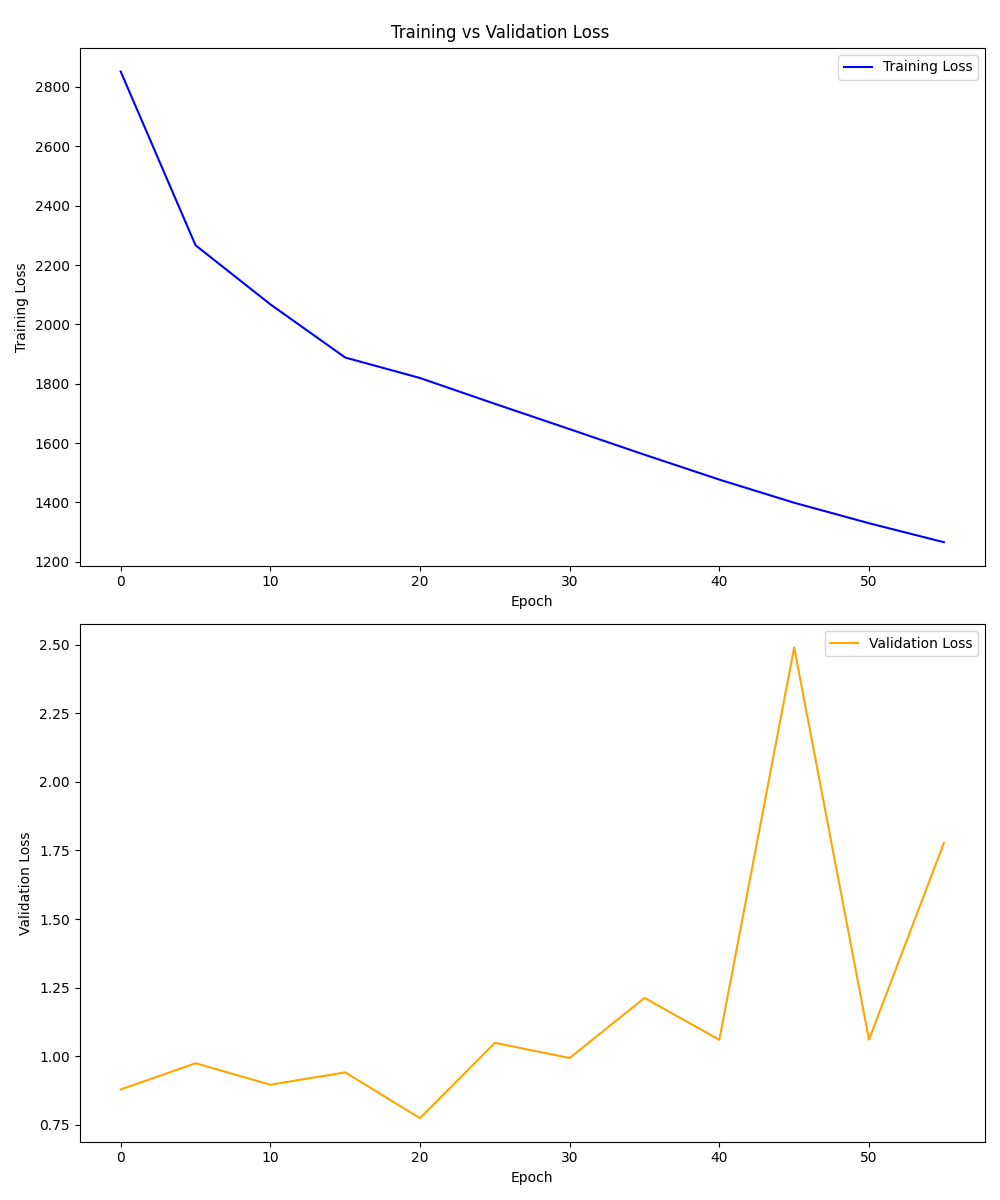 Training vs Validation Loss
Training Loss
2800
2600
2400
2200
2000
1800
1600
1400
1200
Training Loss
0 10 20 30 40 50
Epoch
Validation Loss
2.50
2.25
2.00
1.75
1.50
1.25
1.00
0.75
Validation Loss
0 10 20 30 40 50
Epoch